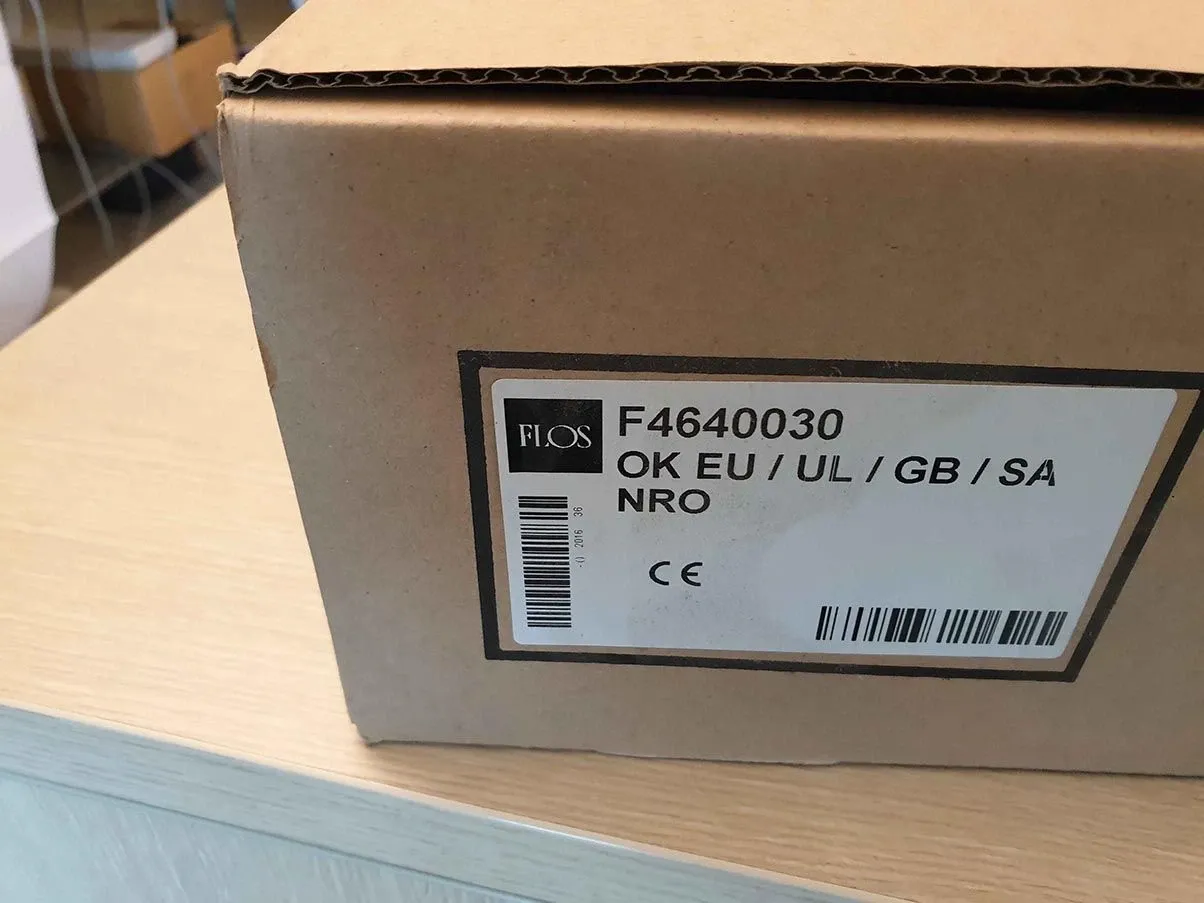 FLOS
F4640030
OK EU / UL / GB / SA
NRO
CE
-() 2016 36